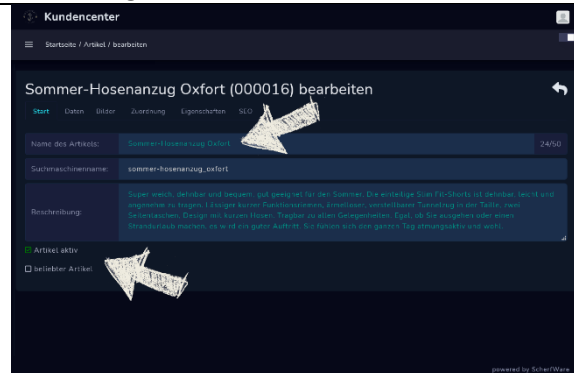 Kundencenter
Startseite / Artikel / bearbeiten
Sommer-Hosenanzug Oxfort (000016) bearbeiten
Start Daten Bilder Zuordnung Eigenschaften SEO
Name des Artikels: Sommer-Hosenanzug Oxfort 24/50
Suchmaschinenname: sommer-hosenanzug_oxfort
Beschreibung:
Super weich, dehnbar und bequem, gut geeignet für den Sommer. Die einteilige Slim Fit-Shorts ist dehnbar, leicht und
angenehm zu tragen. Lässiger kurzer Funktionsriemen, ärmelloser, verstellbarer Tunnelzug in der Taille, zwei
Seitentaschen. Design mit kurzen Hosen. Tragbar zu allen Gelegenheiten. Egal, ob Sie ausgehen oder einen
Strandurlaub machen, es wird ein guter Auftritt. Sie fühlen sich den ganzen Tag atmungsaktiv und wohl.
Artikel aktiv
beliebter Artikel
powered by ScherfWare